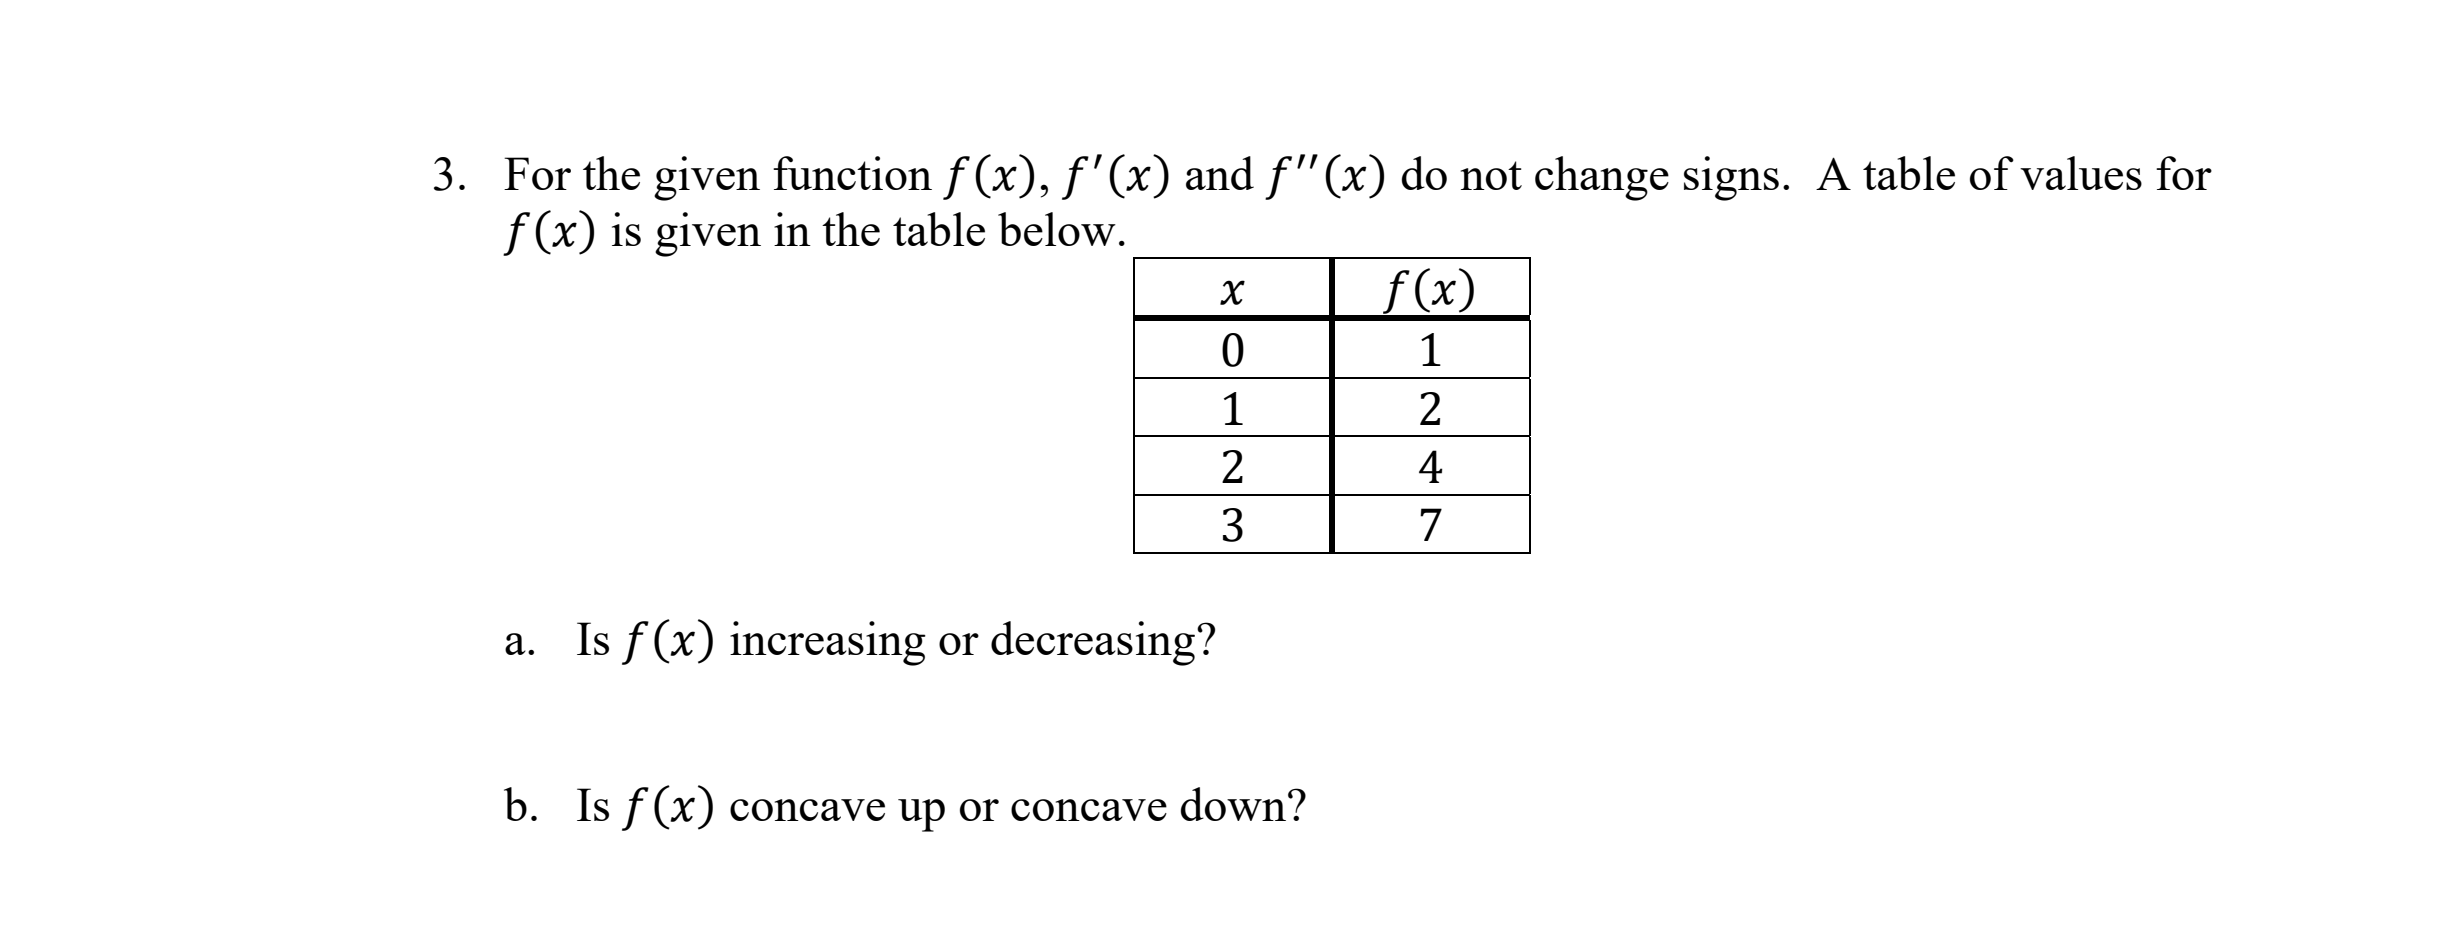 3. For the given function f(x), f′(x) and f′′(x) do not change signs. A table of values for
f(x) is given in the table below.
x f(x)
0 1
1 2
2 4
3 7
a. Is f(x) increasing or decreasing?
b. Is f(x) concave up or concave down?